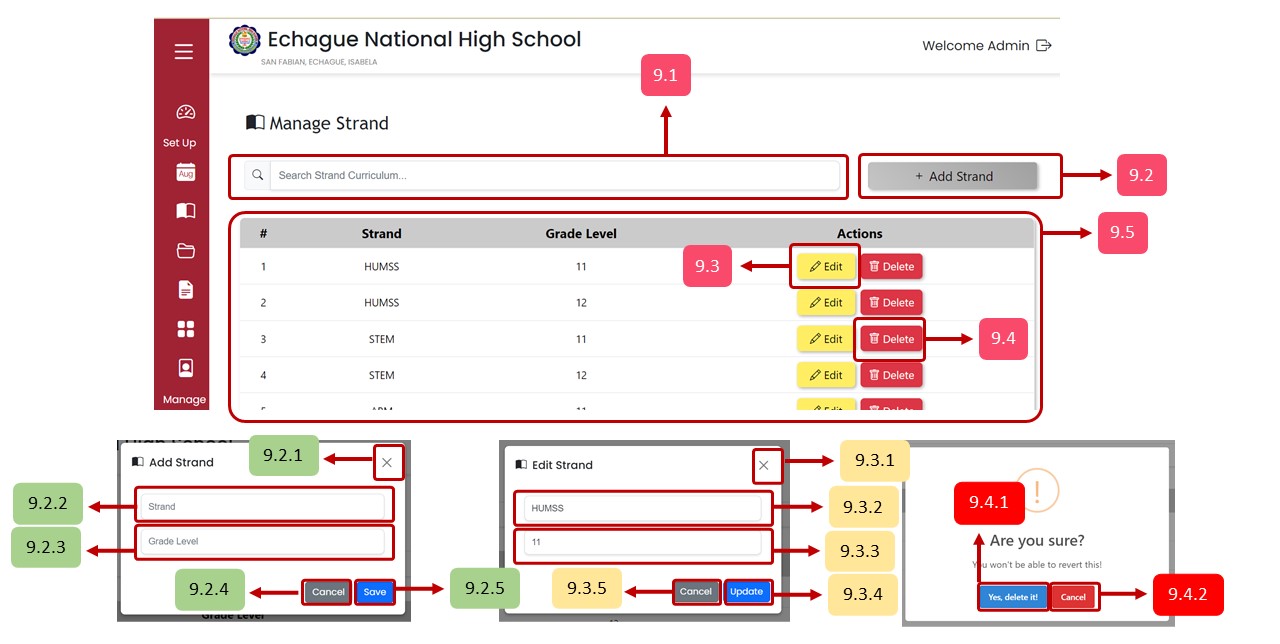 Echague National High School
SAN FABIAN, ECHAGUE, ISABELA
Welcome Admin
9.1
Manage Strand
Set Up
Aug
Search Strand Curriculum...
+ Add Strand
9.2
9.5
# Strand Grade Level Actions
1 HUMSS 11 Edit Delete
9.3
2 HUMSS 12 Edit Delete
3 STEM 11 Edit Delete
9.4
4 STEM 12 Edit Delete
Manage
Add Strand
9.2.1
Strand
9.2.2
Grade Level
9.2.3
9.2.4
Cancel Save
9.2.5
Grade Level
Edit Strand
9.3.1
HUMSS
9.3.2
11
9.3.3
9.3.5
Cancel Update
9.3.4
!
9.4.1
Are you sure?
You won't be able to revert this!
Yes, delete it! Cancel
9.4.2